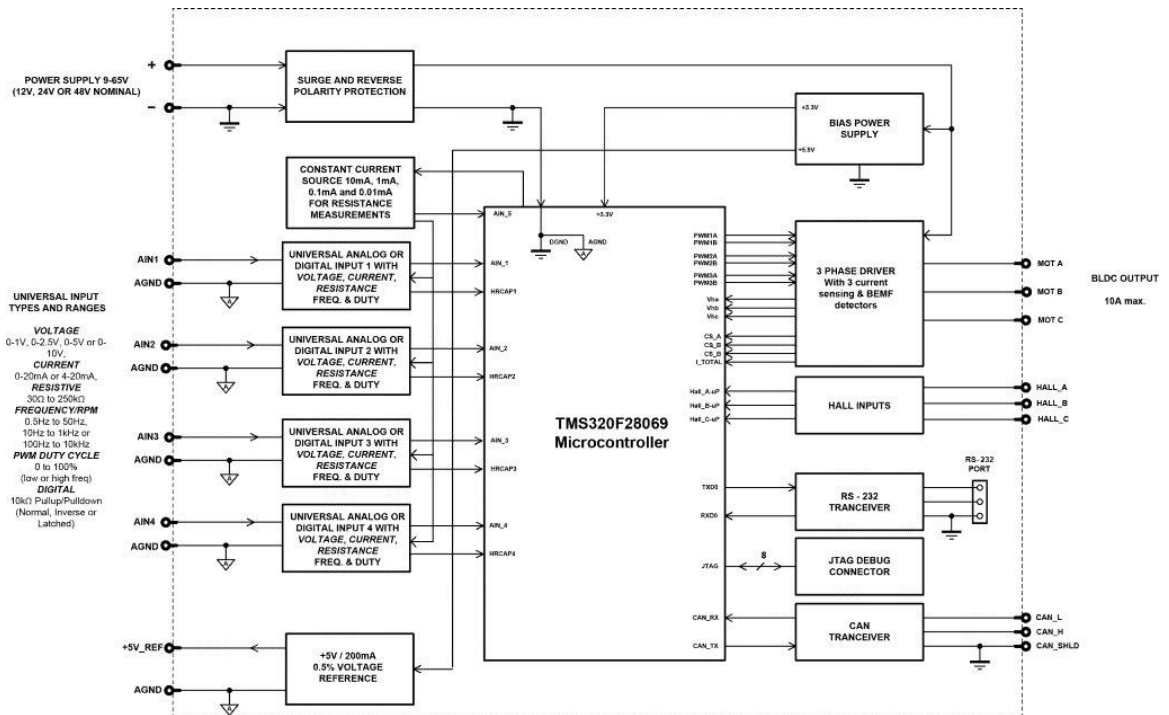 POWER SUPPLY 9-65V
(12V, 24V OR 48V NOMINAL)
+
−
SURGE AND REVERSE
POLARITY PROTECTION
+3.3V
+5.5V
BIAS POWER
SUPPLY
CONSTANT CURRENT
SOURCE 10mA, 1mA,
0.1mA and 0.01mA
FOR RESISTANCE
MEASUREMENTS
UNIVERSAL INPUT
TYPES AND RANGES
VOLTAGE
0-1V, 0-2.5V, 0-5V or 0-
10V,
CURRENT
0-20mA or 4-20mA,
RESISTIVE
30Ω to 250kΩ
FREQUENCY/RPM
0.5Hz to 50Hz,
10Hz to 1kHz or
100Hz to 10kHz
PWM DUTY CYCLE
0 to 100%
(low or high freq)
DIGITAL
10kΩ Pullup/Pulldown
(Normal, Inverse or
Latched)
AIN1
AGND
A
UNIVERSAL ANALOG OR
DIGITAL INPUT 1 WITH
VOLTAGE, CURRENT,
RESISTANCE
FREQ. & DUTY
AIN2
AGND
A
UNIVERSAL ANALOG OR
DIGITAL INPUT 2 WITH
VOLTAGE, CURRENT,
RESISTANCE
FREQ. & DUTY
AIN3
AGND
A
UNIVERSAL ANALOG OR
DIGITAL INPUT 3 WITH
VOLTAGE, CURRENT,
RESISTANCE
FREQ. & DUTY
AIN4
AGND
A
UNIVERSAL ANALOG OR
DIGITAL INPUT 4 WITH
VOLTAGE, CURRENT,
RESISTANCE
FREQ. & DUTY
+5V_REF
AGND
A
+5V / 200mA
0.5% VOLTAGE
REFERENCE
AIN_5
+3.3V
DGND
AGND
A
AIN_1
HRCAP1
AIN_2
HRCAP2
AIN_3
HRCAP3
AIN_4
HRCAP4
TMS320F28069
Microcontroller
PWM1A
PWM1B
PWM2A
PWM2B
PWM3A
PWM3B
Vha
Vhb
Vhc
CS_A
CS_B
CS_B
I_TOTAL
Hall_A-uP
Hall_B-uP
Hall_C-uP
TXD0
RXD0
JTAG
8
CAN_RX
CAN_TX
3 PHASE DRIVER
With 3 current
sensing & BEMF
detectors
HALL INPUTS
RS - 232
TRANCEIVER
JTAG DEBUG
CONNECTOR
CAN
TRANCEIVER
MOT A
MOT B
MOT C
BLDC OUTPUT
10A max.
HALL_A
HALL_B
HALL_C
RS-232
PORT
CAN_L
CAN_H
CAN_SHLD